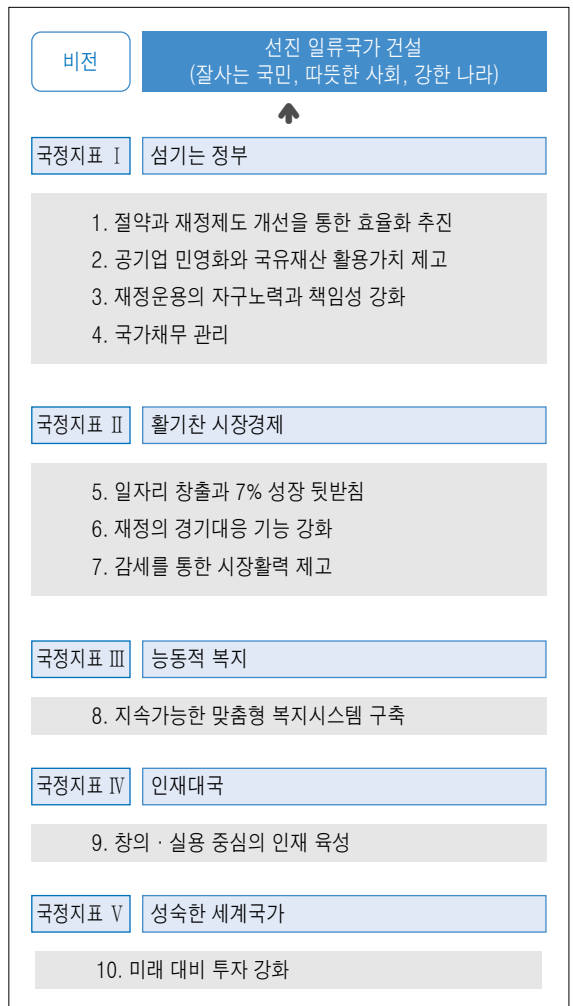 비전
선진 일류국가 건설
(잘사는 국민, 따뜻한 사회, 강한 나라)
국정지표 Ⅰ
섬기는 정부
1. 절약과 재정제도 개선을 통한 효율화 추진
2. 공기업 민영화와 국유재산 활용가치 제고
3. 재정운용의 자구노력과 책임성 강화
4. 국가채무 관리
국정지표 Ⅱ
활기찬 시장경제
5. 일자리 창출과 7% 성장 뒷받침
6. 재정의 경기대응 기능 강화
7. 감세를 통한 시장활력 제고
국정지표 Ⅲ
능동적 복지
8. 지속가능한 맞춤형 복지시스템 구축
국정지표 Ⅳ
인재대국
9. 창의 · 실용 중심의 인재 육성
국정지표 Ⅴ
성숙한 세계국가
10. 미래 대비 투자 강화